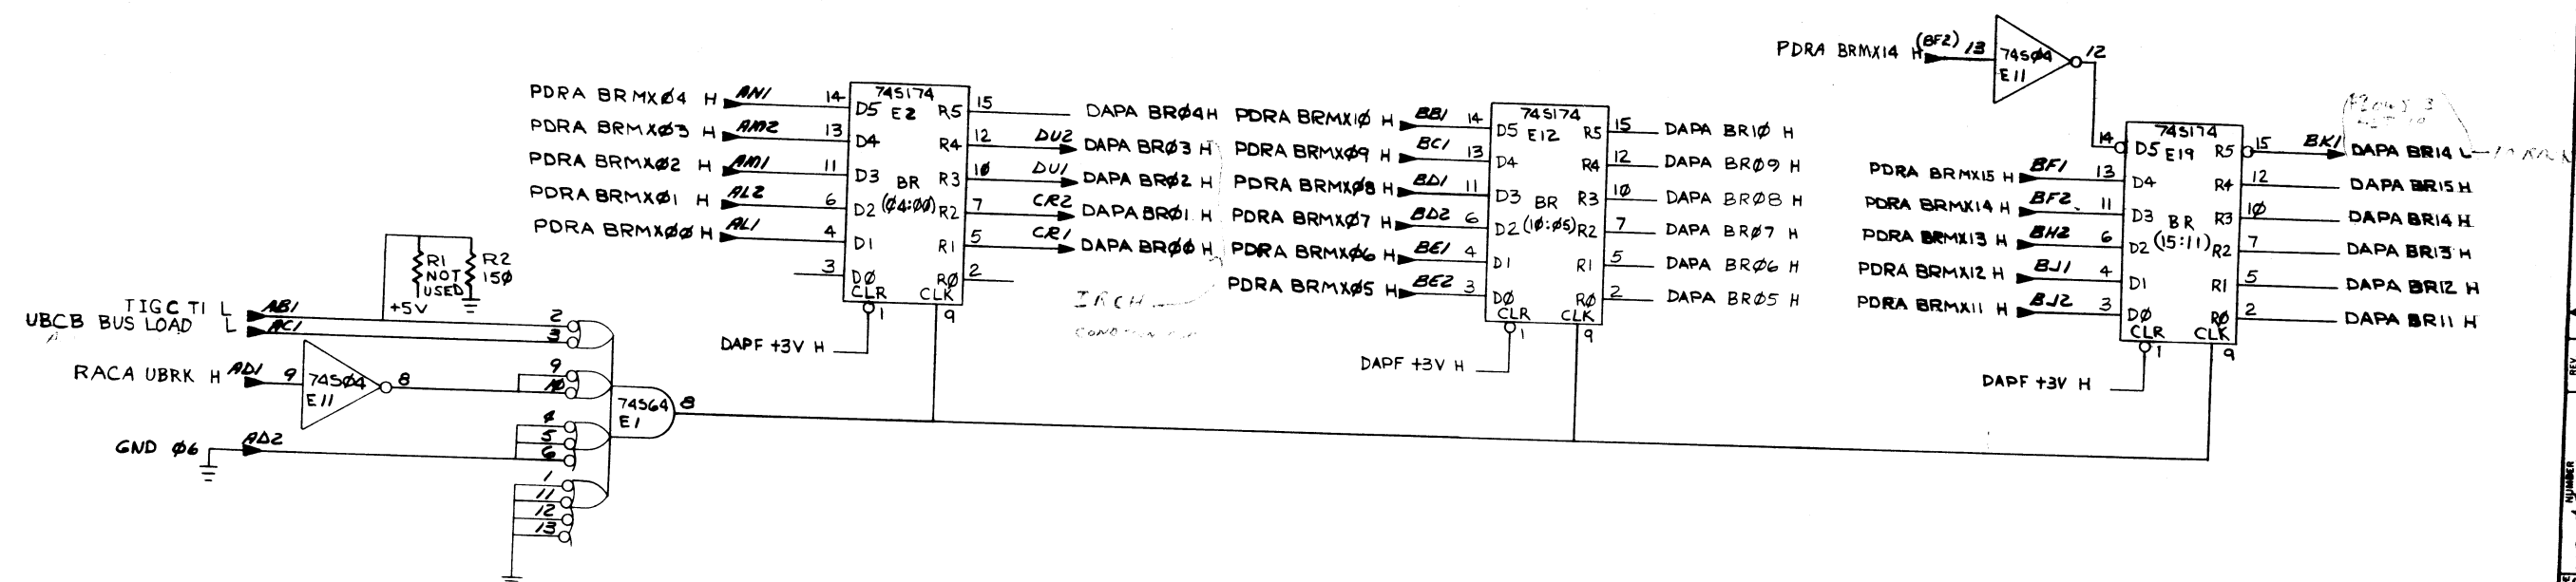 PDRA BRMX14 H (BF2) 13 74SØ4 E11 12
PDRA BRMXØ4 H AN1 14
PDRA BRMXØ3 H AM2 13
PDRA BRMXØ2 H AM1 11
PDRA BRMXØ1 H AL2 6
PDRA BRMXØØ H AL1 4
3
74S174
D5 E2 R5
D4 R4
D3 BR R3
D2 (Ø4:ØØ) R2
D1 R1
DØ RØ
CLR CLK
1 9
15 DAPA BRØ4 H
12 DU2 DAPA BRØ3 H
1Ø DU1 DAPA BRØ2 H
7 CR2 DAPA BRØ1 H
5 CR1 DAPA BRØØ H
2
DAPF +3V H
IRCH
PDRA BRMX1Ø H BB1 14
PDRA BRMXØ9 H BC1 13
PDRA BRMXØ8 H BD1 11
PDRA BRMXØ7 H BD2 6
PDRA BRMXØ6 H BE1 4
PDRA BRMXØ5 H BE2 3
74S174
D5 E12 R5
D4 R4
D3 BR R3
D2 (1Ø:Ø5) R2
D1 R1
DØ RØ
CLR CLK
1 9
15 DAPA BR1Ø H
12 DAPA BRØ9 H
1Ø DAPA BRØ8 H
7 DAPA BRØ7 H
5 DAPA BRØ6 H
2 DAPA BRØ5 H
DAPF +3V H
14
PDRA BRMX15 H BF1 13
PDRA BRMX14 H BF2 11
PDRA BRMX13 H BH2 6
PDRA BRMX12 H BJ1 4
PDRA BRMX11 H BJ2 3
74S174
D5 E19 R5
D4 R4
D3 BR R3
D2 (15:11) R2
D1 R1
DØ RØ
CLR CLK
1 9
15 BK1 DAPA BR14 L
12 DAPA BR15 H
1Ø DAPA BR14 H
7 DAPA BR13 H
5 DAPA BR12 H
2 DAPA BR11 H
DAPF +3V H
R1 NOT USED
R2 15Ø
+5V
TIGC T1 L AB1 2
UBCB BUS LOAD L AC1 3
RACA UBRK H AD1 9 74SØ4 E11 8
9
1Ø
GND Ø6 AD2
4
5
6
1
11
12
13
74S64 E1 8
REV
NUMBER